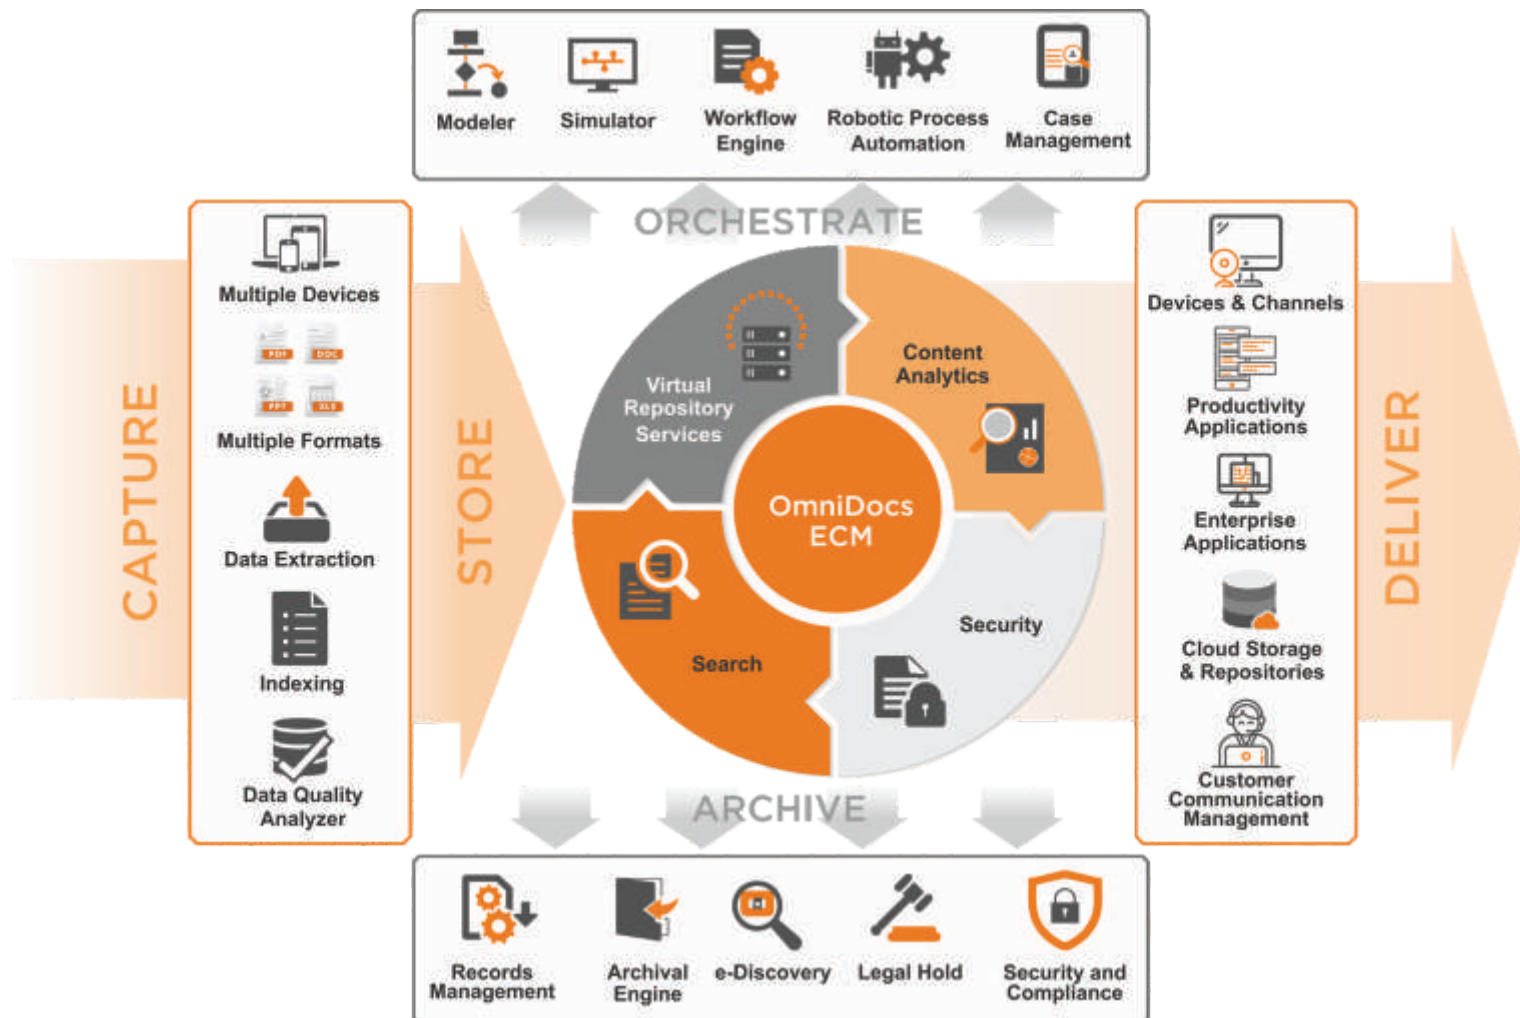 Modeler
Simulator
Workflow
Engine
Robotic Process
Automation
Case
Management
ORCHESTRATE
CAPTURE
Multiple Devices
PDF
DOC
PPT
XLS
Multiple Formats
Data Extraction
Indexing
Data Quality
Analyzer
STORE
Virtual
Repository
Services
Content
Analytics
OmniDocs
ECM
Search
Security
Devices & Channels
Productivity
Applications
Enterprise
Applications
Cloud Storage
& Repositories
Customer
Communication
Management
DELIVER
ARCHIVE
Records
Management
Archival
Engine
e-Discovery
Legal Hold
Security and
Compliance